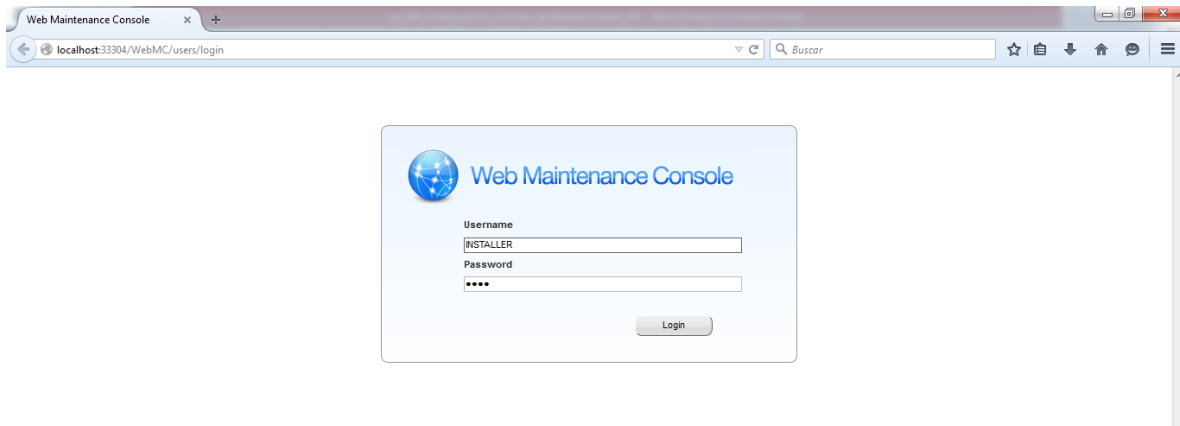 Web Maintenance Console
localhost:33304/WebMC/users/login
Buscar
Web Maintenance Console
Username
INSTALLER
Password
••••
Login